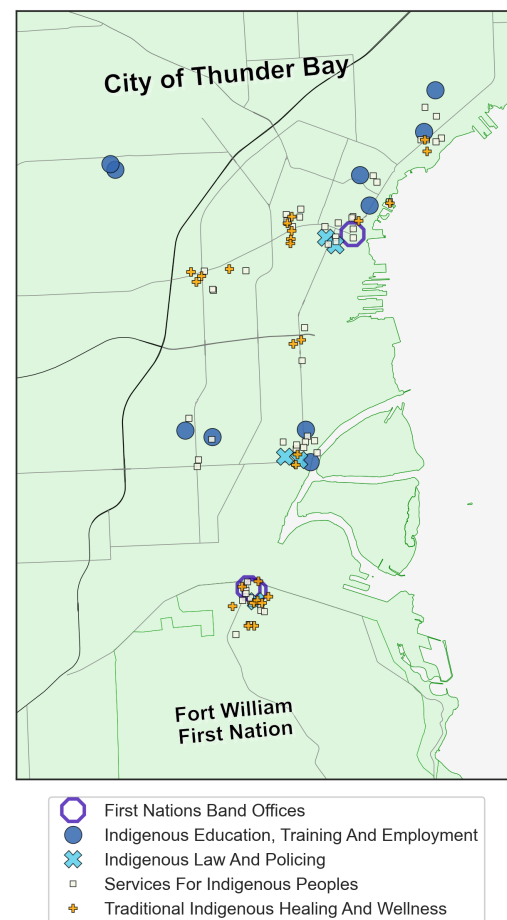 City of Thunder Bay
Fort William
First Nation
First Nations Band Offices
Indigenous Education, Training And Employment
Indigenous Law And Policing
Services For Indigenous Peoples
Traditional Indigenous Healing And Wellness